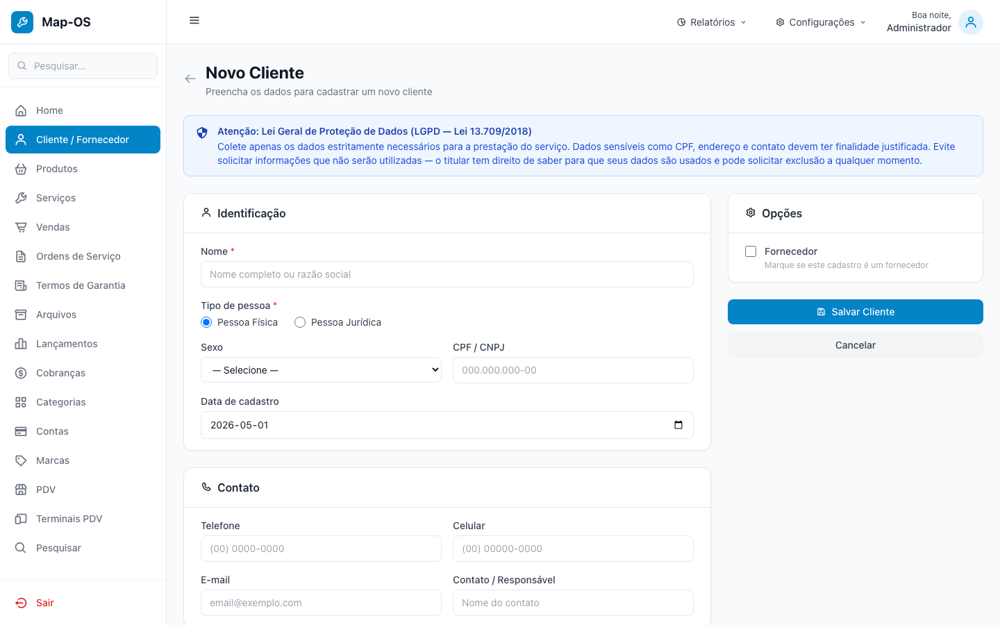 Map-OS
Relatórios
Configurações
Boa noite,
Administrador
Pesquisar...
Home
Cliente / Fornecedor
Produtos
Serviços
Vendas
Ordens de Serviço
Termos de Garantia
Arquivos
Lançamentos
Cobranças
Categorias
Contas
Marcas
PDV
Terminais PDV
Pesquisar
Sair
Novo Cliente
Preencha os dados para cadastrar um novo cliente
Atenção: Lei Geral de Proteção de Dados (LGPD — Lei 13.709/2018)
Colete apenas os dados estritamente necessários para a prestação do serviço. Dados sensíveis como CPF, endereço e contato devem ter finalidade justificada. Evite
solicitar informações que não serão utilizadas — o titular tem direito de saber para que seus dados são usados e pode solicitar exclusão a qualquer momento.
Identificação
Nome *
Nome completo ou razão social
Tipo de pessoa *
Pessoa Física
Pessoa Jurídica
Sexo
— Selecione —
CPF / CNPJ
000.000.000-00
Data de cadastro
2026-05-01
Contato
Telefone
(00) 0000-0000
Celular
(00) 00000-0000
E-mail
email@exemplo.com
Contato / Responsável
Nome do contato
Opções
Fornecedor
Marque se este cadastro é um fornecedor
Salvar Cliente
Cancelar